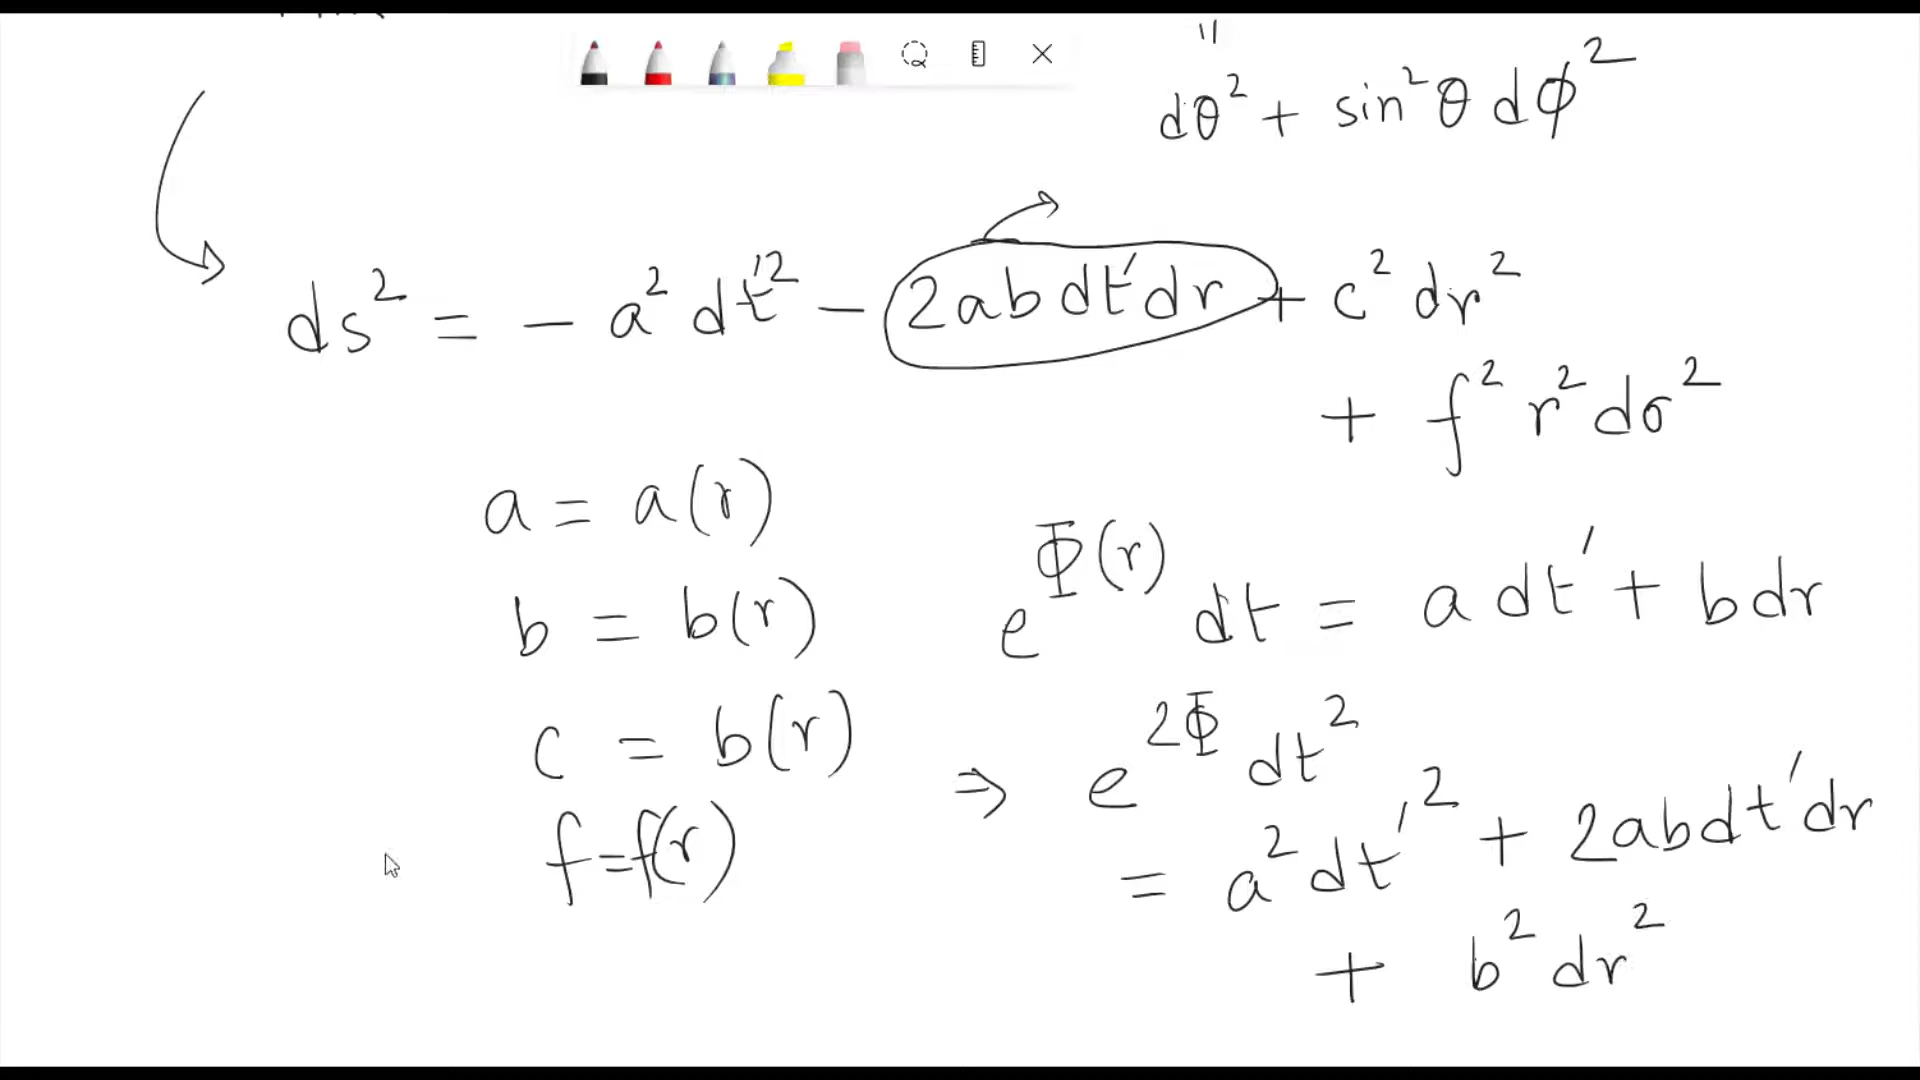 "
dθ² + sin²θ dϕ²
ds² = − a² dt'² − 2ab dt'dr + c² dr²
+ f² r² dσ²
a = a(r)
b = b(r)
c = b(r)
f=f(r)
e^Φ(r) dt = a dt' + b dr
⇒ e^2Φ dt²
= a² dt'² + 2ab dt'dr
+ b² dr²